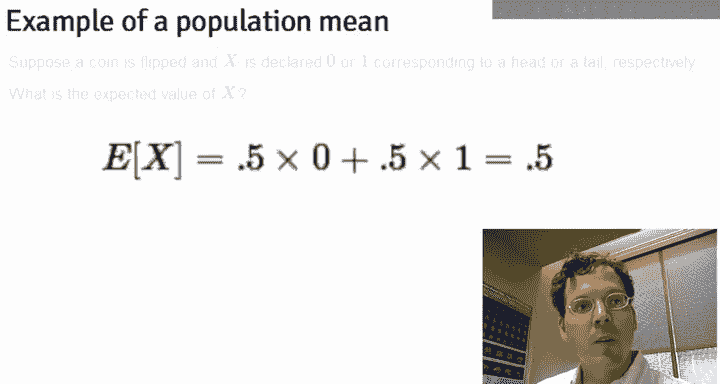 Example of a population mean
Suppose a coin is flipped and X is declared 0 or 1 corresponding to a head or a tail, respectively
What is the expected value of X?
E[X] = .5 × 0 + .5 × 1 = .5